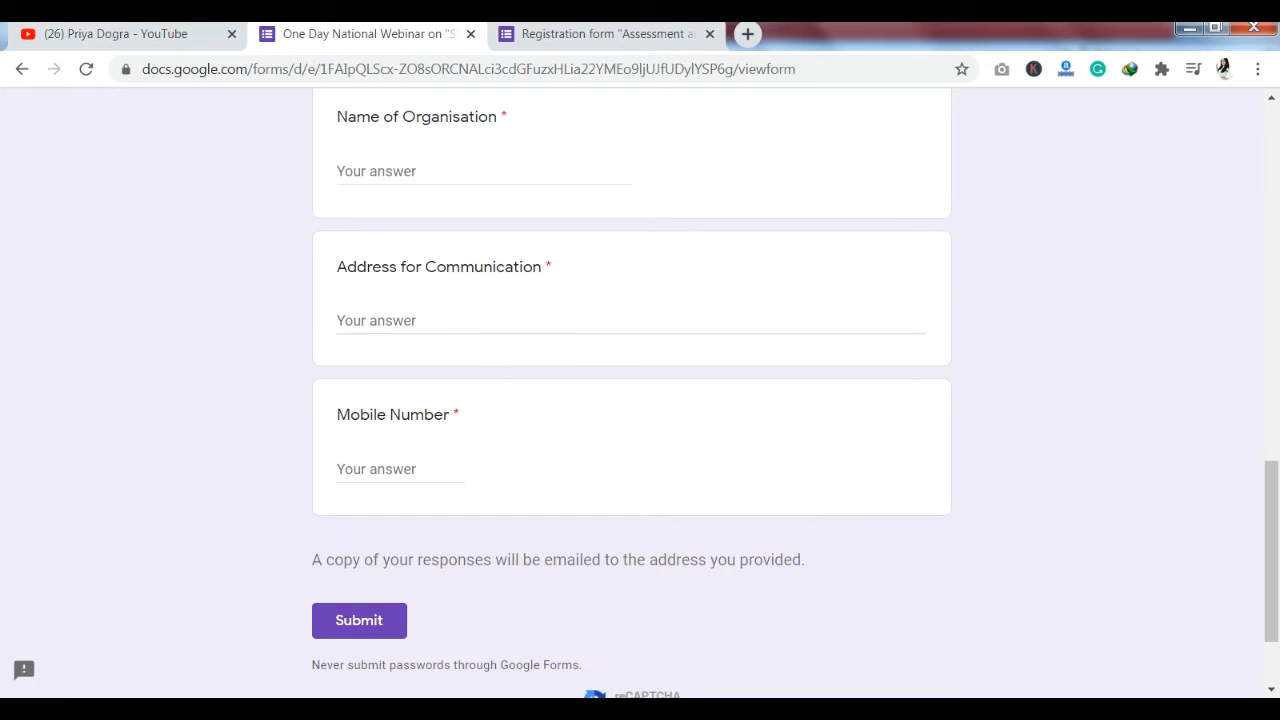 (26) Priya Dogra - YouTube
One Day National Webinar on "S
Registration form "Assessment a
docs.google.com/forms/d/e/1FAIpQLScx-ZO8sORCNALci3cdGFuzxHLia22YMEo9ljUJfUDylYSP6g/viewform
Name of Organisation *
Your answer
Address for Communication *
Your answer
Mobile Number *
Your answer
A copy of your responses will be emailed to the address you provided.
Submit
Never submit passwords through Google Forms.
reCAPTCHA